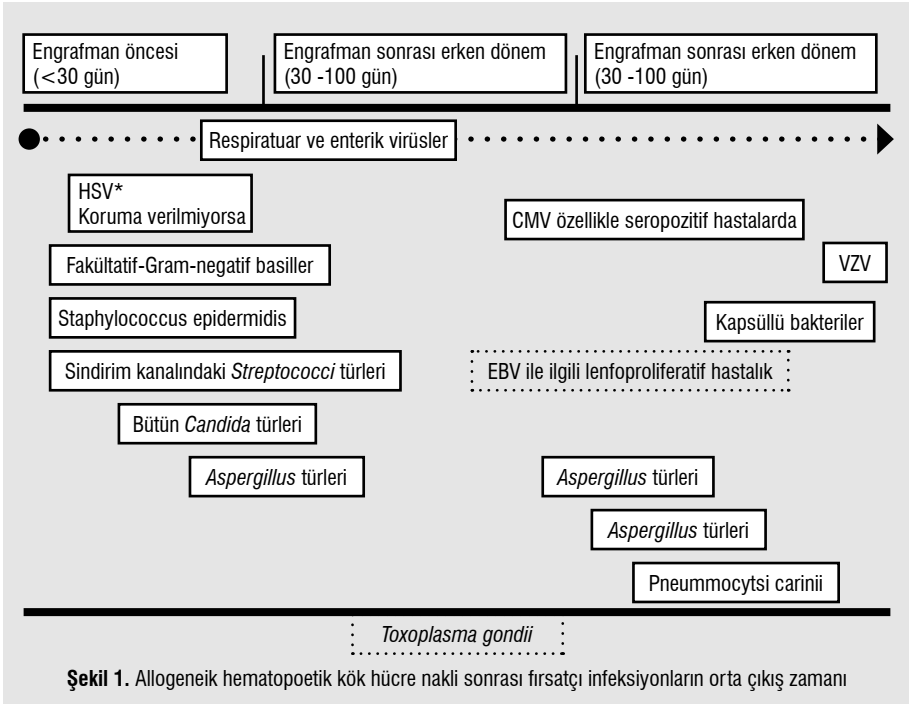 Engrafman öncesi
(<30 gün)
Engrafman sonrası erken dönem
(30 -100 gün)
Engrafman sonrası erken dönem
(30 -100 gün)
Respiratuar ve enterik virüsler
HSV*
Koruma verilmiyorsa
CMV özellikle seropozitif hastalarda
Fakültatif-Gram-negatif basiller
VZV
Staphylococcus epidermidis
Kapsüllü bakteriler
Sindirim kanalındaki Streptococci türleri
EBV ile ilgili lenfoproliferatif hastalık
Bütün Candida türleri
Aspergillus türleri
Aspergillus türleri
Aspergillus türleri
Pneummocytsi carinii
Toxoplasma gondii
Şekil 1. Allogeneik hematopoetik kök hücre nakli sonrası fırsatçı infeksiyonların orta çıkış zamanı